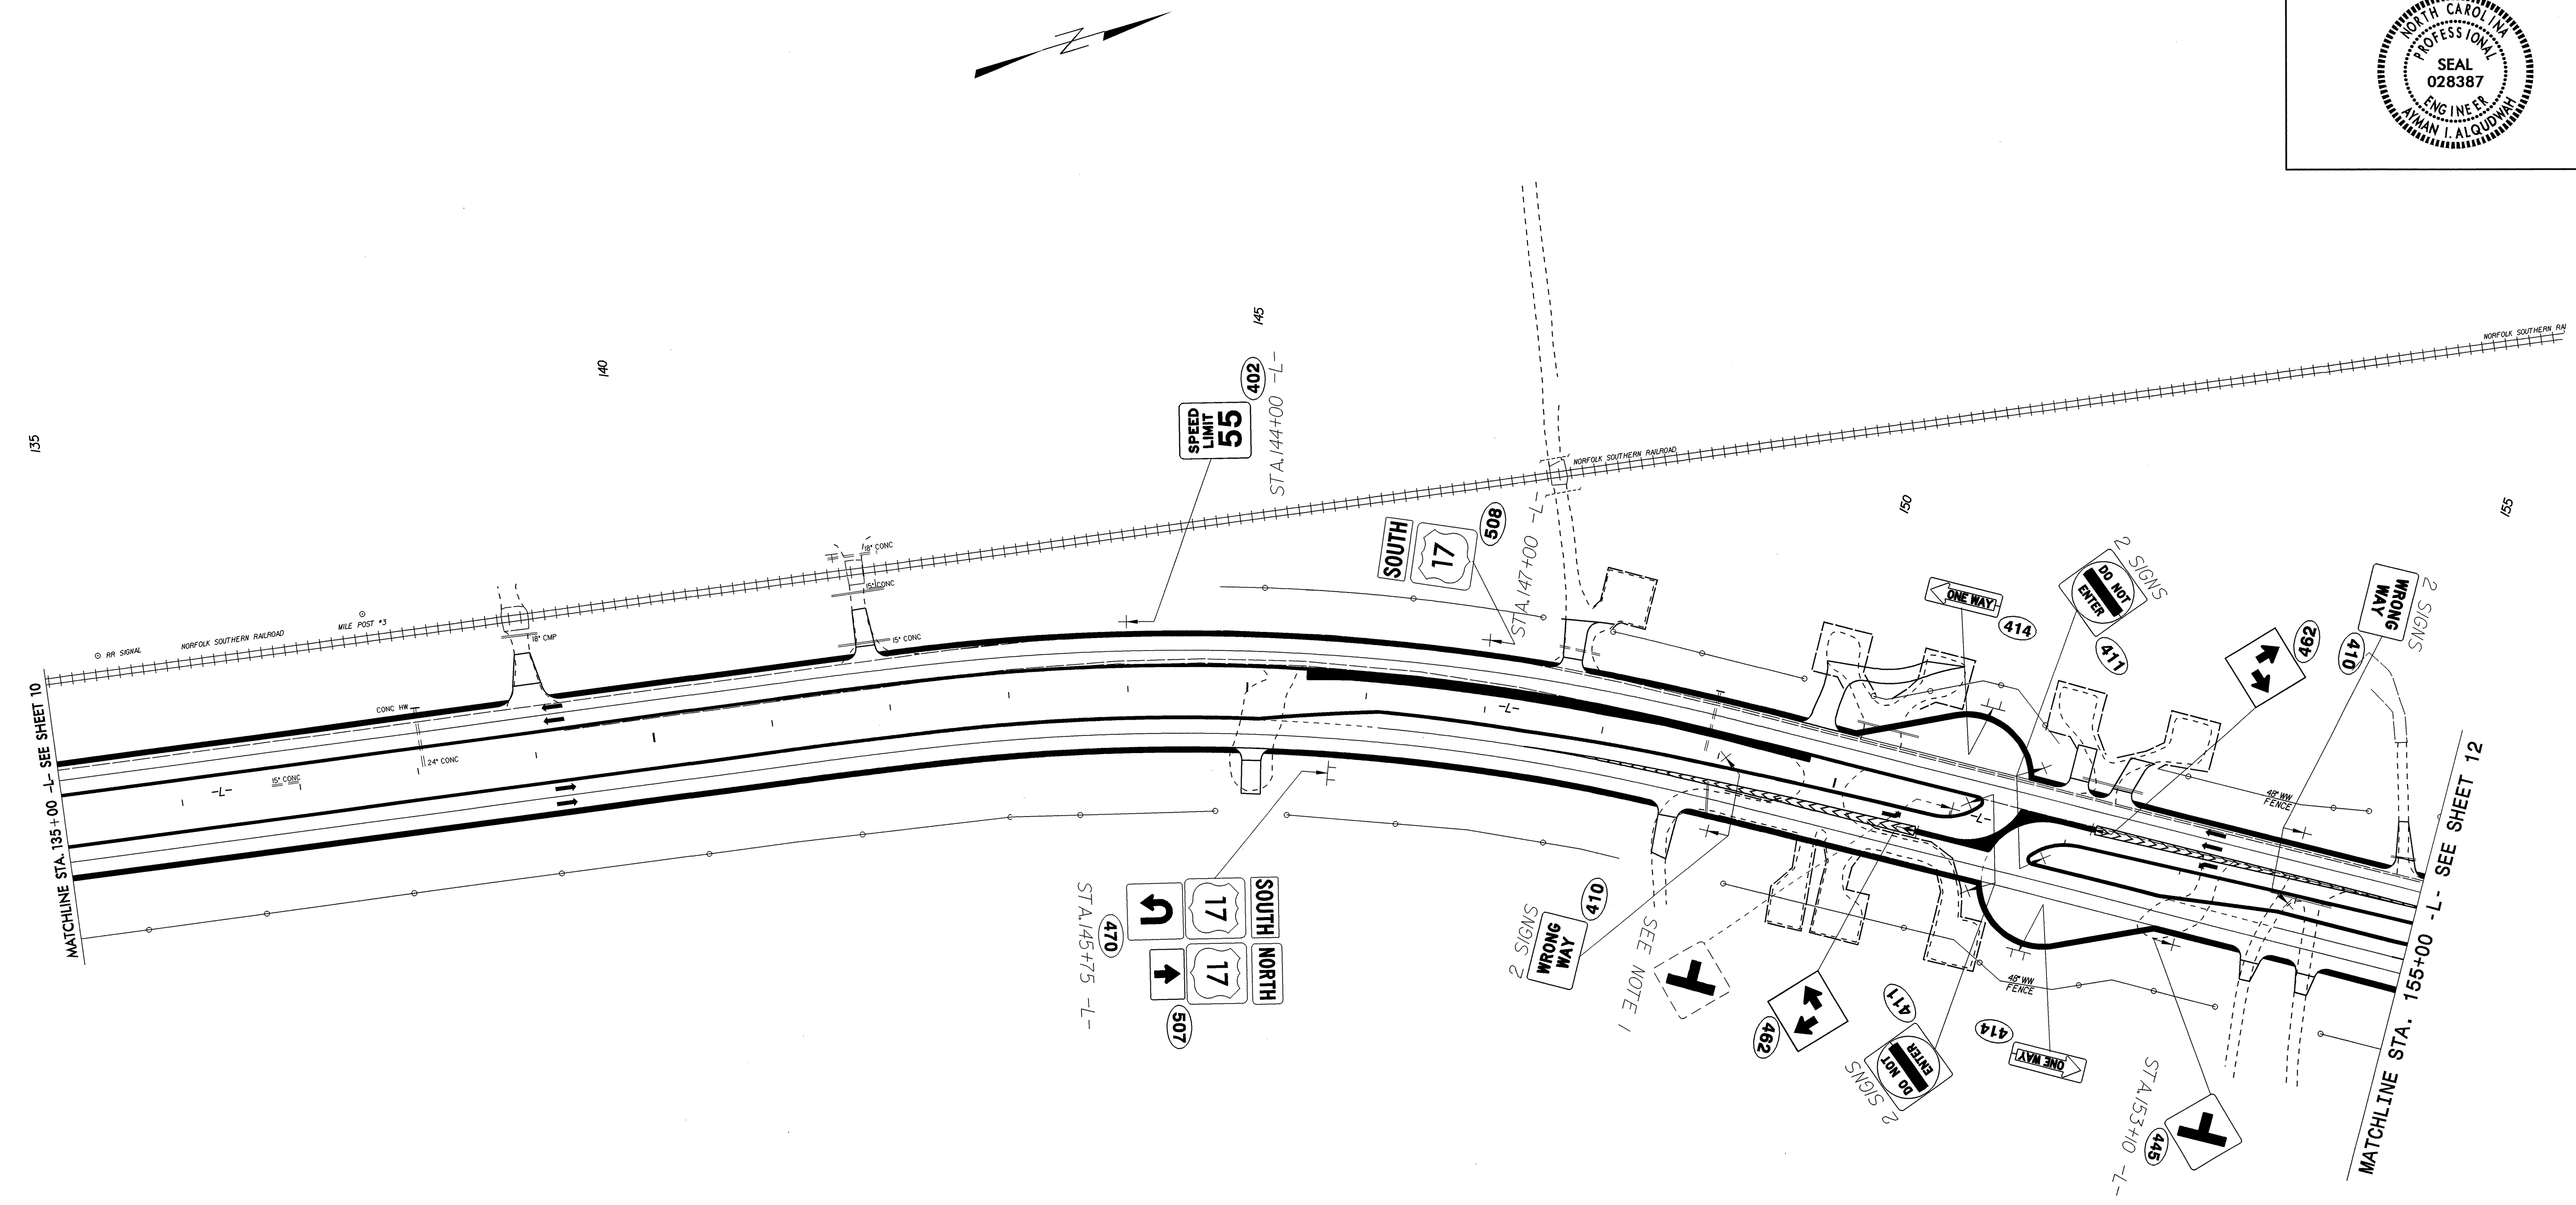 NORTH CAROLINA
PROFESSIONAL
SEAL
028387
ENGINEER
AYMAN I. ALQUDWAH
135
140
145
150
155
SPEED
LIMIT
55
402
STA.144+00 -L-
SOUTH
17
508
STA.147+00 -L-
NORFOLK SOUTHERN RAI
NORFOLK SOUTHERN RAILROAD
NORFOLK SOUTHERN RAILROAD
RR SIGNAL
MILE POST #3
18" CMP
18" CONC
15" CONC
15" CONC
CONC HW
24" CONC
15" CONC
-L-
-L-
-L-
MATCHLINE STA. 135+00 -L- SEE SHEET 10
ONE WAY
414
DO NOT
ENTER
411
2 SIGNS
462
WRONG
WAY
410
2 SIGNS
48" WW
FENCE
MATCHLINE STA. 155+00 -L- SEE SHEET 12
STA.145+75 -L-
470
17
SOUTH
507
17
NORTH
2 SIGNS
WRONG
WAY
410
SEE NOTE 1
462
411
DO NOT
ENTER
2 SIGNS
414
ONE WAY
48" WW
FENCE
STA.153+10 -L-
445